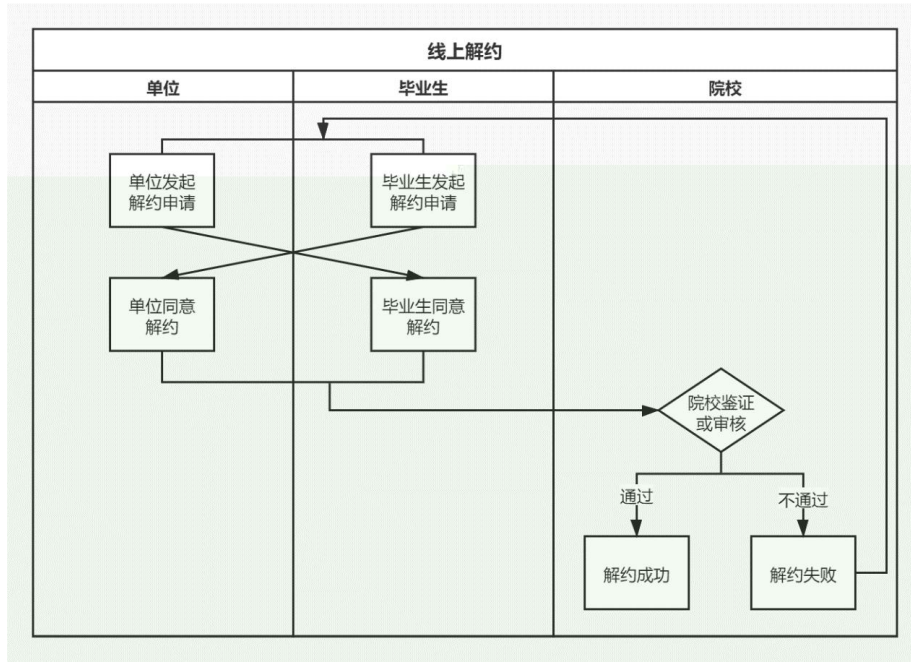 线上解约
单位
毕业生
院校
单位发起
解约申请
毕业生发起
解约申请
单位同意
解约
毕业生同意
解约
院校鉴证
或审核
通过
不通过
解约成功
解约失败